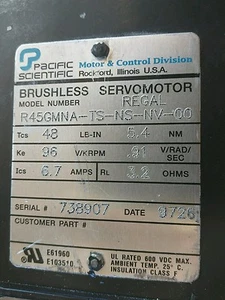 PACIFIC Motor & Control Division
SCIENTIFIC Rockford, Illinois U.S.A.
BRUSHLESS SERVOMOTOR
MODEL NUMBER REGAL
R45GMNA-TS-NS-NV-00
Tcs 48 LB-IN 5.4 NM
Ke 96 V/KRPM .91 V/RAD/SEC
Ics 6.7 AMPS RL 3.2 OHMS
SERIAL # 738907 DATE 9726
CUSTOMER PART #
E61960 UL RATED 600 VDC MAX.
E103510 AMBIENT TEMP. 25° C.
INSULATION CLASS F